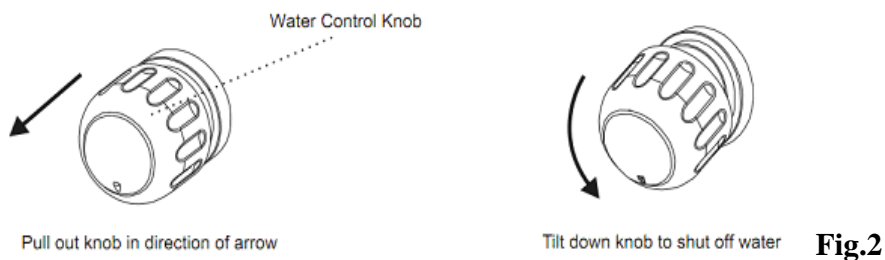 Water Control Knob
Pull out knob in direction of arrow
Tilt down knob to shut off water
Fig.2